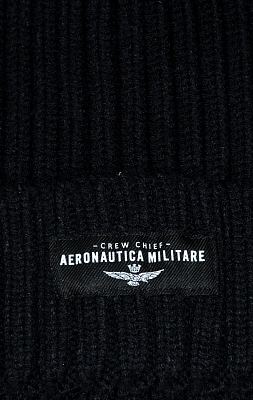 - CREW CHIEF -
AERONAUTICA MILITARE